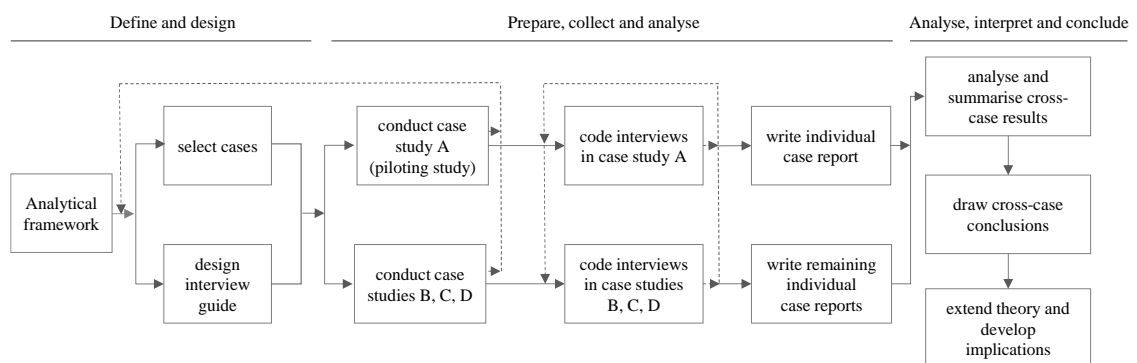 Define and design
Prepare, collect and analyse
Analyse, interpret and conclude
Analytical
framework
select cases
design
interview
guide
conduct case
study A
(piloting study)
conduct case
studies B, C, D
code interviews
in case study A
code interviews
in case studies
B, C, D
write individual
case report
write remaining
individual
case reports
analyse and
summarise cross-
case results
draw cross-case
conclusions
extend theory and
develop
implications